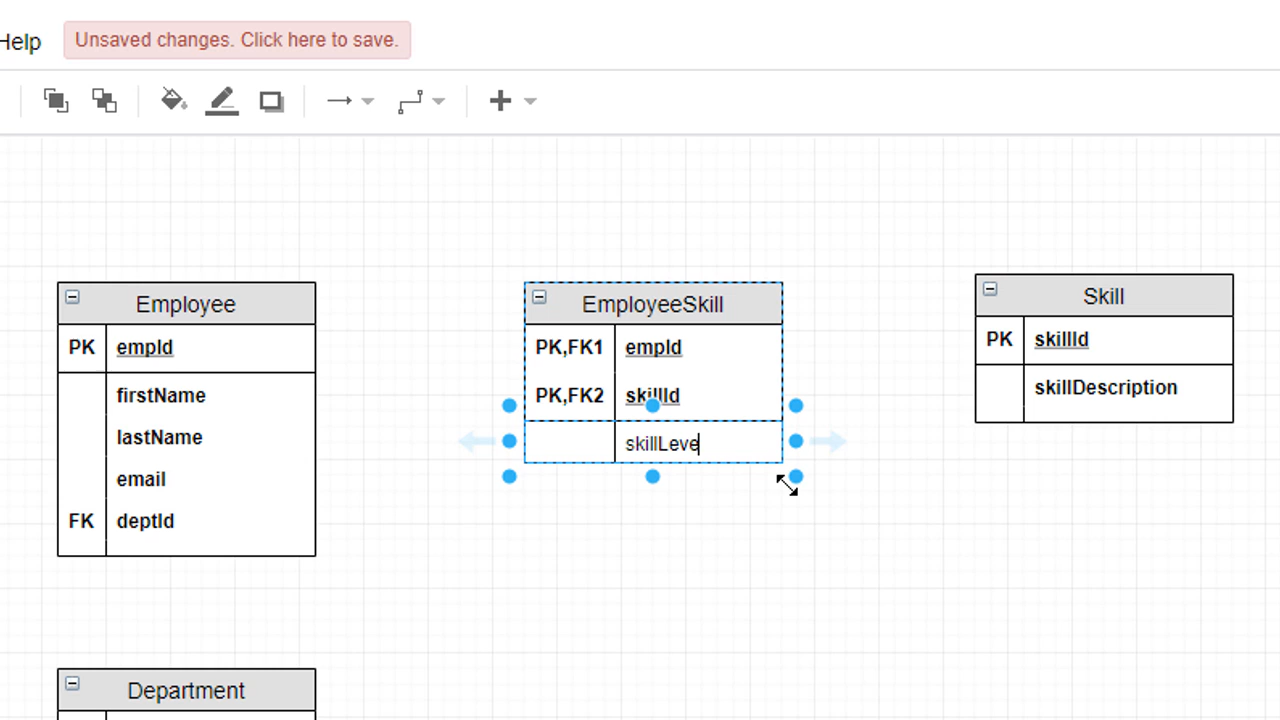 Help
Unsaved changes. Click here to save.
Employee
PK empId
firstName
lastName
email
FK deptId
EmployeeSkill
PK,FK1 empId
PK,FK2 skillId
skillLeve
Skill
PK skillId
skillDescription
Department